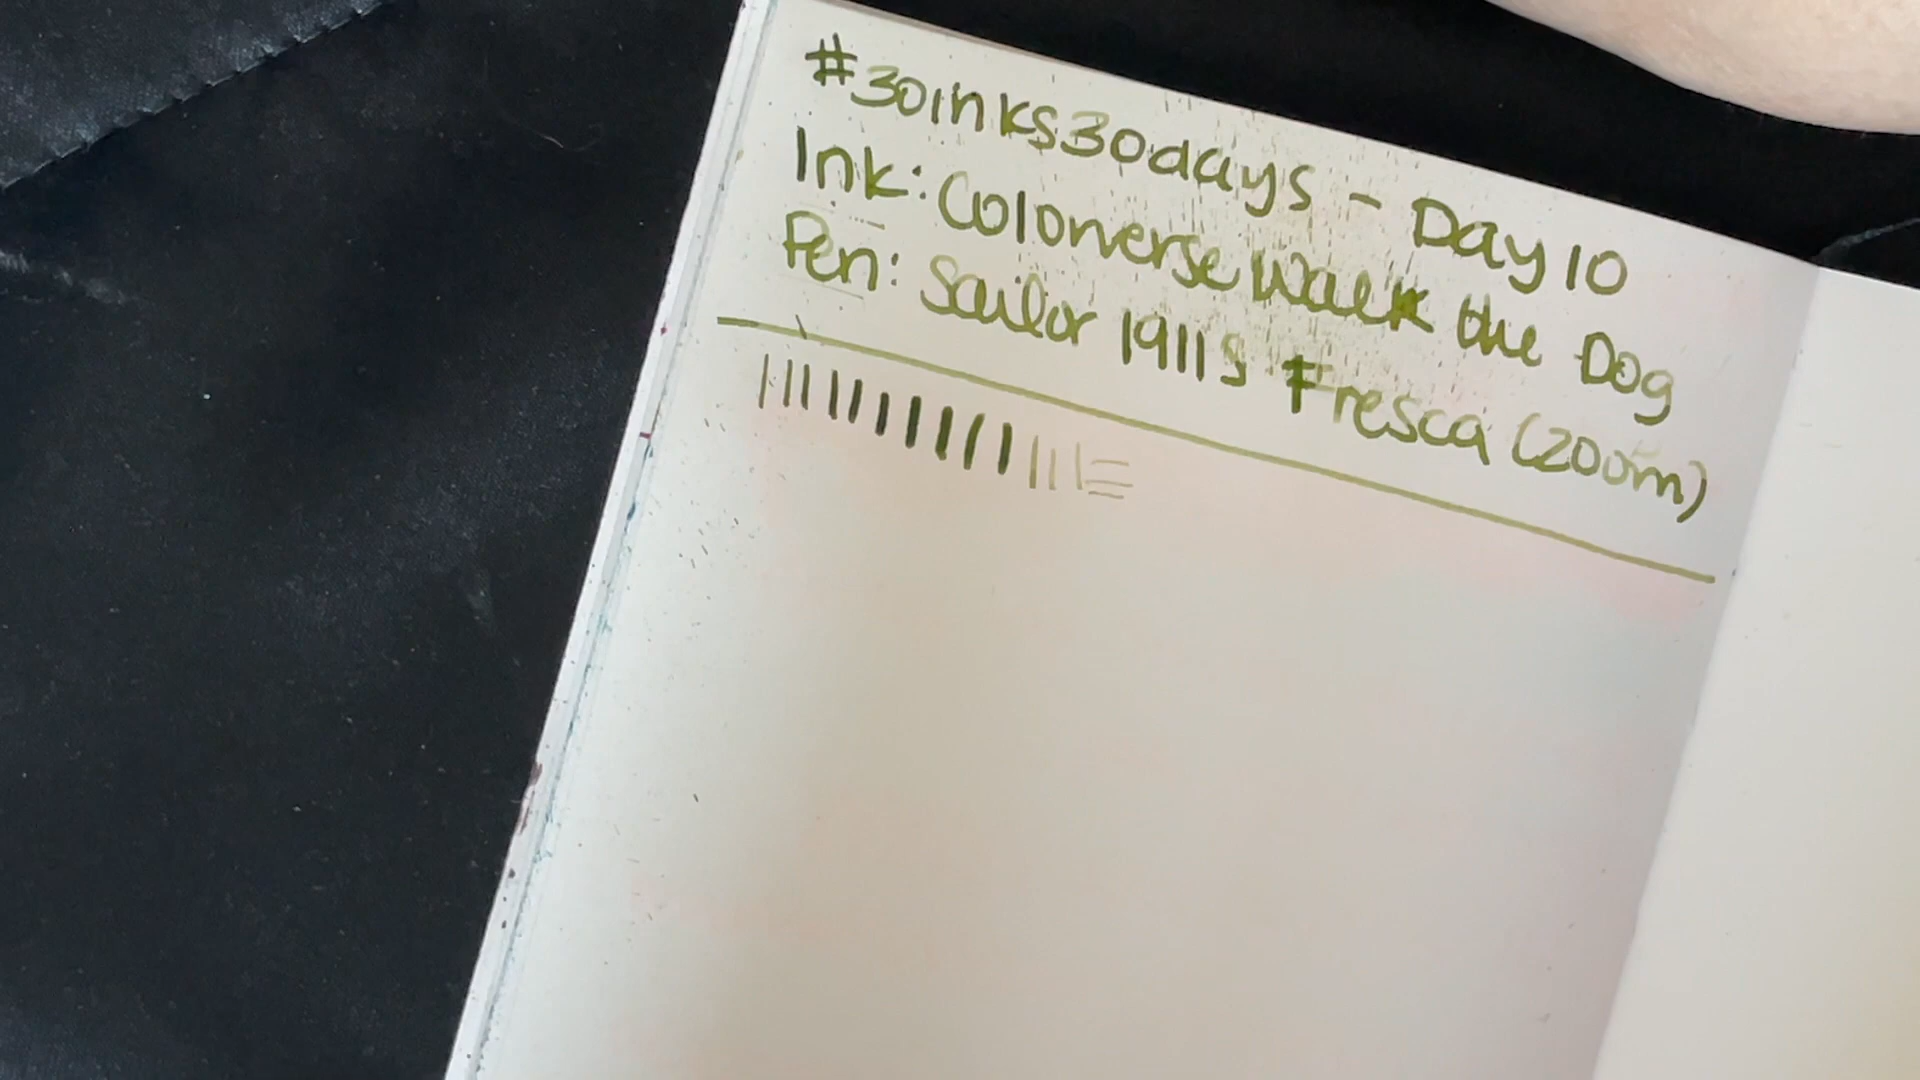 #30inks30days - Day 10
Ink: Colorverse Walk the Dog
Pen: Sailor 1911s Fresca (zoom)